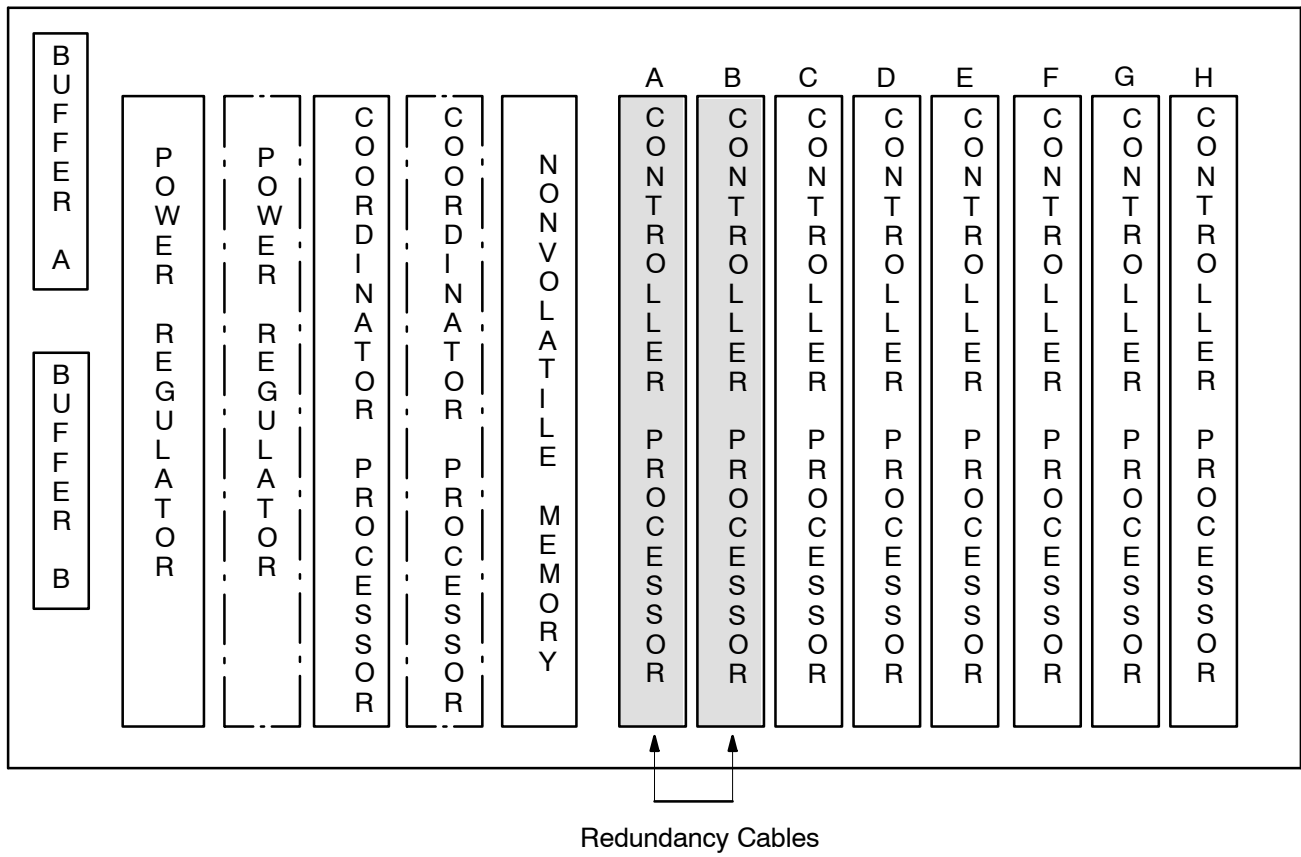 BUFFER A
BUFFER B
POWER REGULATOR
POWER REGULATOR
COORDINATOR PROCESSOR
COORDINATOR PROCESSOR
NONVOLATILE MEMORY
A B C D E F G H
CONTROLLER PROCESSOR
CONTROLLER PROCESSOR
CONTROLLER PROCESSOR
CONTROLLER PROCESSOR
CONTROLLER PROCESSOR
CONTROLLER PROCESSOR
CONTROLLER PROCESSOR
CONTROLLER PROCESSOR
Redundancy Cables